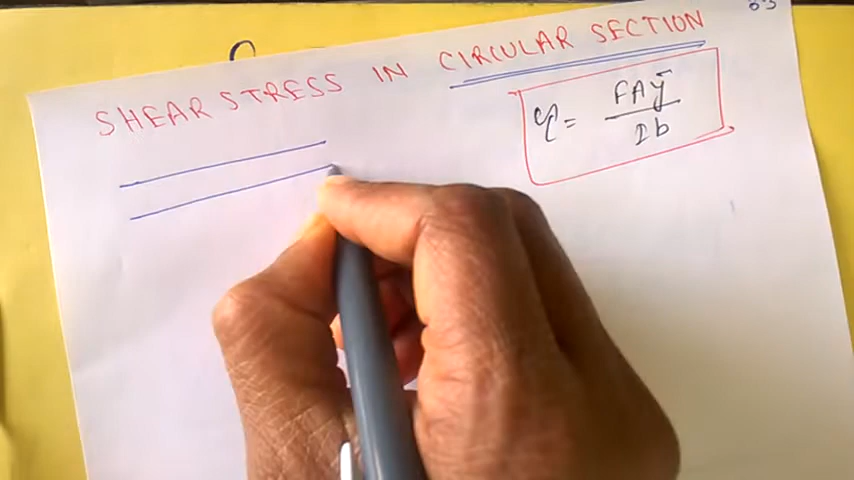 SHEAR STRESS IN CIRCULAR SECTION
FAȳ
=
Ib